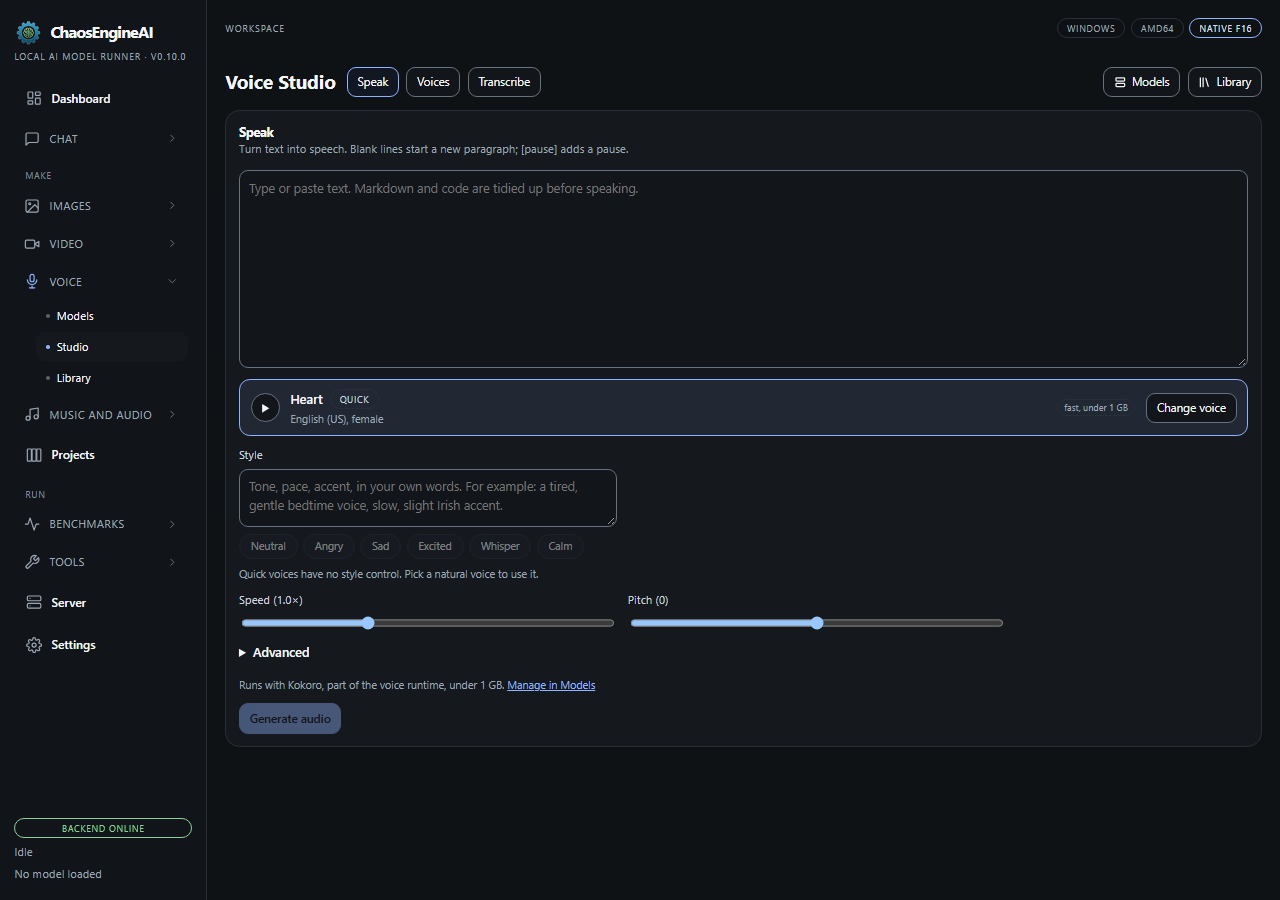 ChaosEngineAI
LOCAL AI MODEL RUNNER · V0.10.0
Dashboard
CHAT
MAKE
IMAGES
VIDEO
VOICE
Models
Studio
Library
MUSIC AND AUDIO
Projects
RUN
BENCHMARKS
TOOLS
Server
Settings
BACKEND ONLINE
Idle
No model loaded
WORKSPACE
WINDOWS
AMD64
NATIVE F16
Voice Studio
Speak
Voices
Transcribe
Models
Library
Speak
Turn text into speech. Blank lines start a new paragraph; [pause] adds a pause.
Type or paste text. Markdown and code are tidied up before speaking.
Heart QUICK
English (US), female
fast, under 1 GB
Change voice
Style
Tone, pace, accent, in your own words. For example: a tired,
gentle bedtime voice, slow, slight Irish accent.
Neutral
Angry
Sad
Excited
Whisper
Calm
Quick voices have no style control. Pick a natural voice to use it.
Speed (1.0×)
Pitch (0)
Advanced
Runs with Kokoro, part of the voice runtime, under 1 GB. Manage in Models
Generate audio